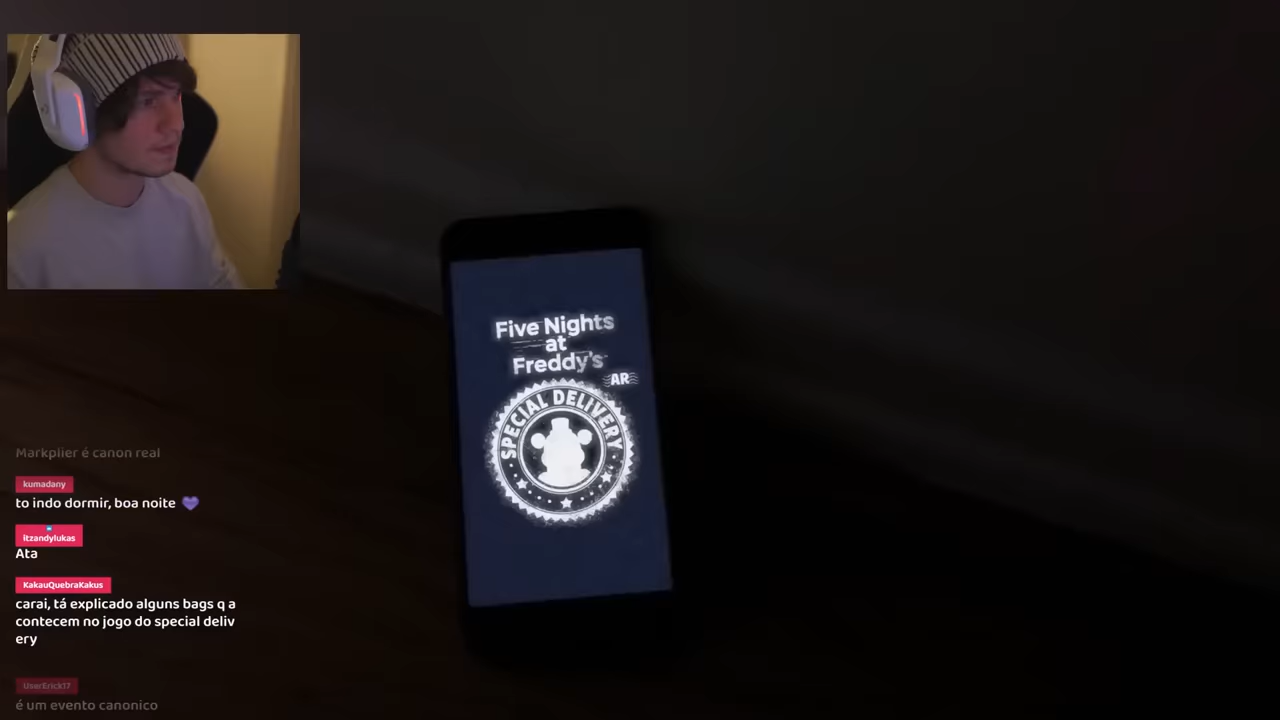 Five Nights
at
Freddy's
AR
SPECIAL DELIVERY
Markplier é canon real
kumadany
to indo dormir, boa noite 💜
itzandylukas
Ata
KakauQuebraKakus
carai, tá explicado alguns bags q a
contecem no jogo do special deliv
ery
UserErick17
é um evento canonico